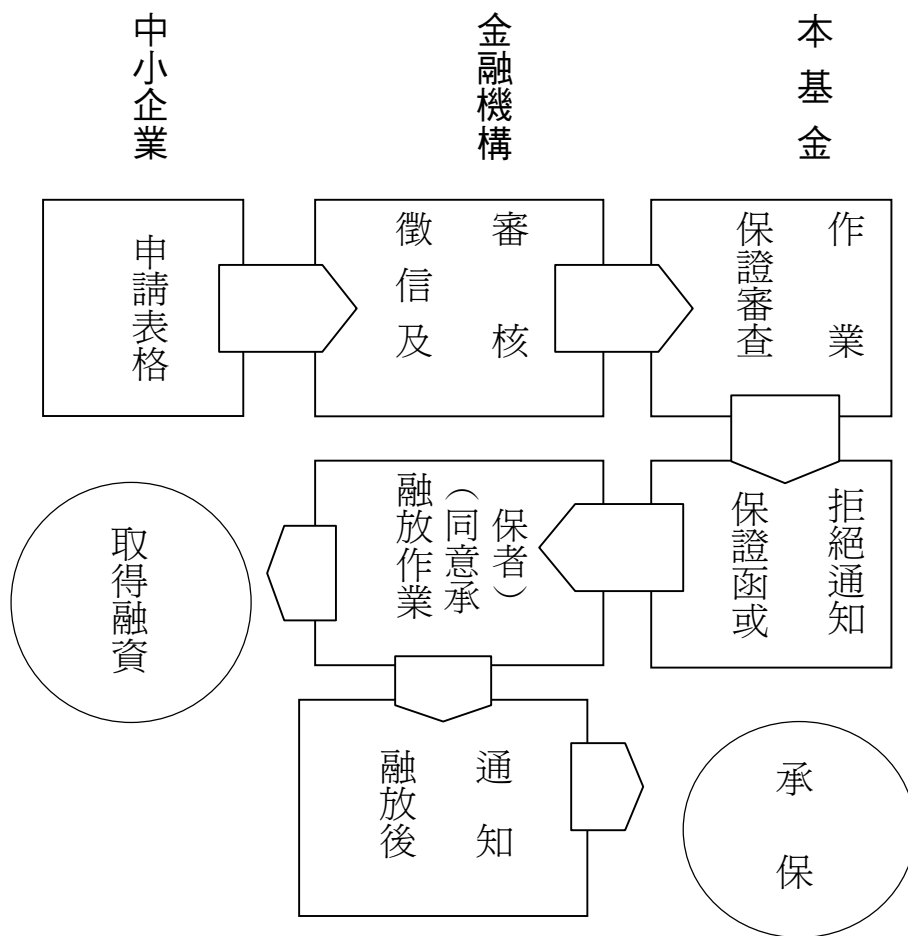 中小企業
金融機構
本基金
申請表格
徵信及
審核
保證審查
作業
保證函或
拒絕通知
融放作業
（同意承
保者）
取得融資
融放後
通知
承保